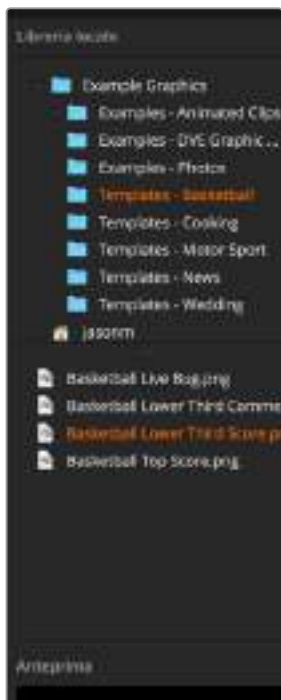 Libreria locale
Example Graphics
Examples - Animated Clips
Examples - DVE Graphic ...
Examples - Photos
Templates - Basketball
Templates - Cooking
Templates - Motor Sport
Templates - News
Templates - Wedding
jasonm
Basketball Live Bug.png
Basketball Lower Third Comme
Basketball Lower Third Score.p
Basketball Top Score.png
Anteprima